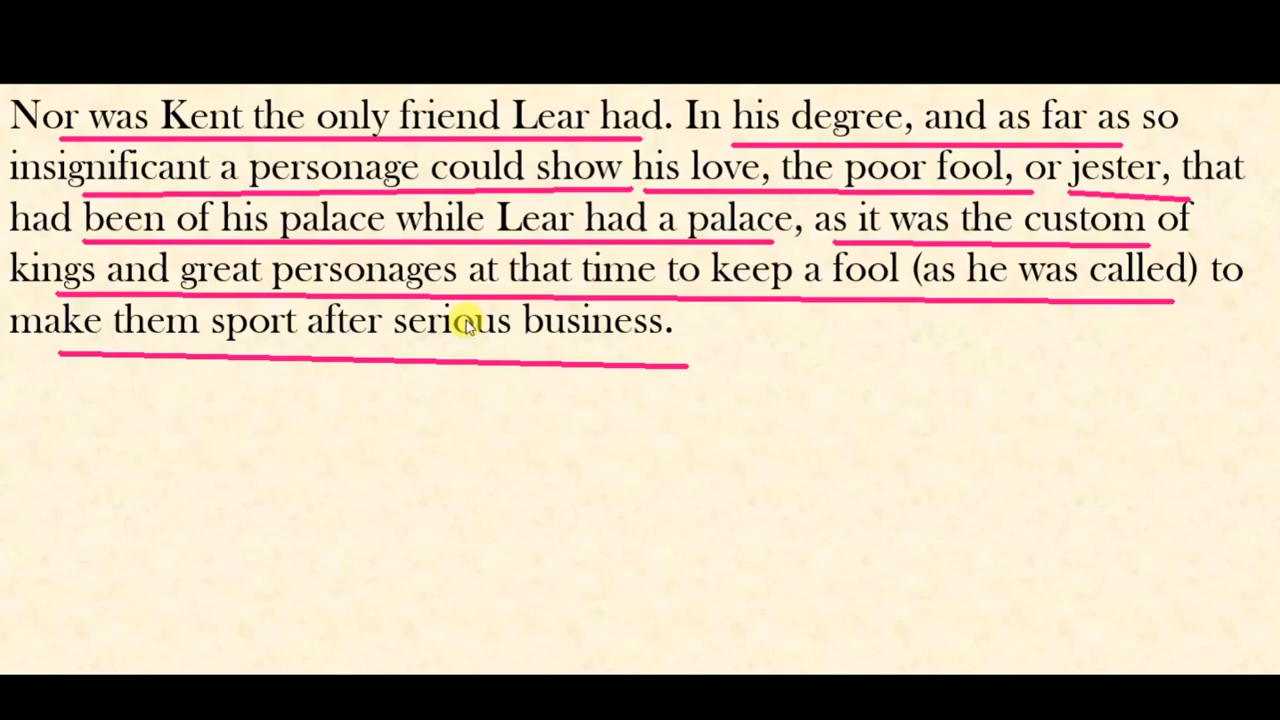 Nor was Kent the only friend Lear had. In his degree, and as far as so
insignificant a personage could show his love, the poor fool, or jester, that
had been of his palace while Lear had a palace, as it was the custom of
kings and great personages at that time to keep a fool (as he was called) to
make them sport after serious business.